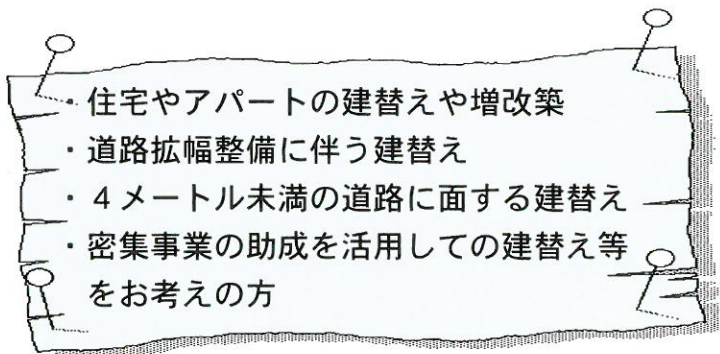 ・住宅やアパートの建替えや増改築
・道路拡幅整備に伴う建替え
・４メートル未満の道路に面する建替え
・密集事業の助成を活用しての建替え等
をお考えの方